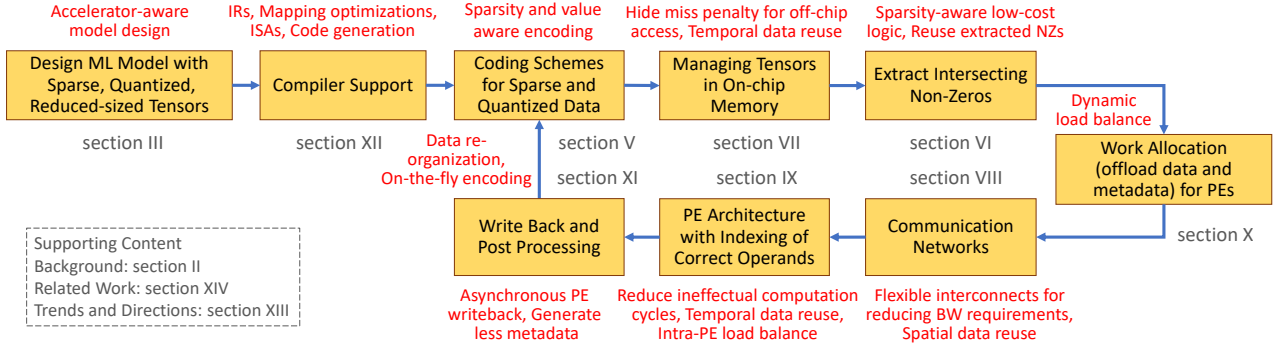 Accelerator-aware
model design
Design ML Model with
Sparse, Quantized,
Reduced-sized Tensors
section III
IRs, Mapping optimizations,
ISAs, Code generation
Compiler Support
section XII
Sparsity and value
aware encoding
Coding Schemes
for Sparse and
Quantized Data
section V
Hide miss penalty for off-chip
access, Temporal data reuse
Managing Tensors
in On-chip
Memory
section VII
Sparsity-aware low-cost
logic, Reuse extracted NZs
Extract Intersecting
Non-Zeros
section VI
Dynamic
load balance
Work Allocation
(offload data and
metadata) for PEs
section X
section VIII
Communication
Networks
Flexible interconnects for
reducing BW requirements,
Spatial data reuse
section IX
PE Architecture
with Indexing of
Correct Operands
Reduce ineffectual computation
cycles, Temporal data reuse,
Intra-PE load balance
section XI
Write Back and
Post Processing
Asynchronous PE
writeback, Generate
less metadata
Data re-
organization,
On-the-fly encoding
Supporting Content
Background: section II
Related Work: section XIV
Trends and Directions: section XIII